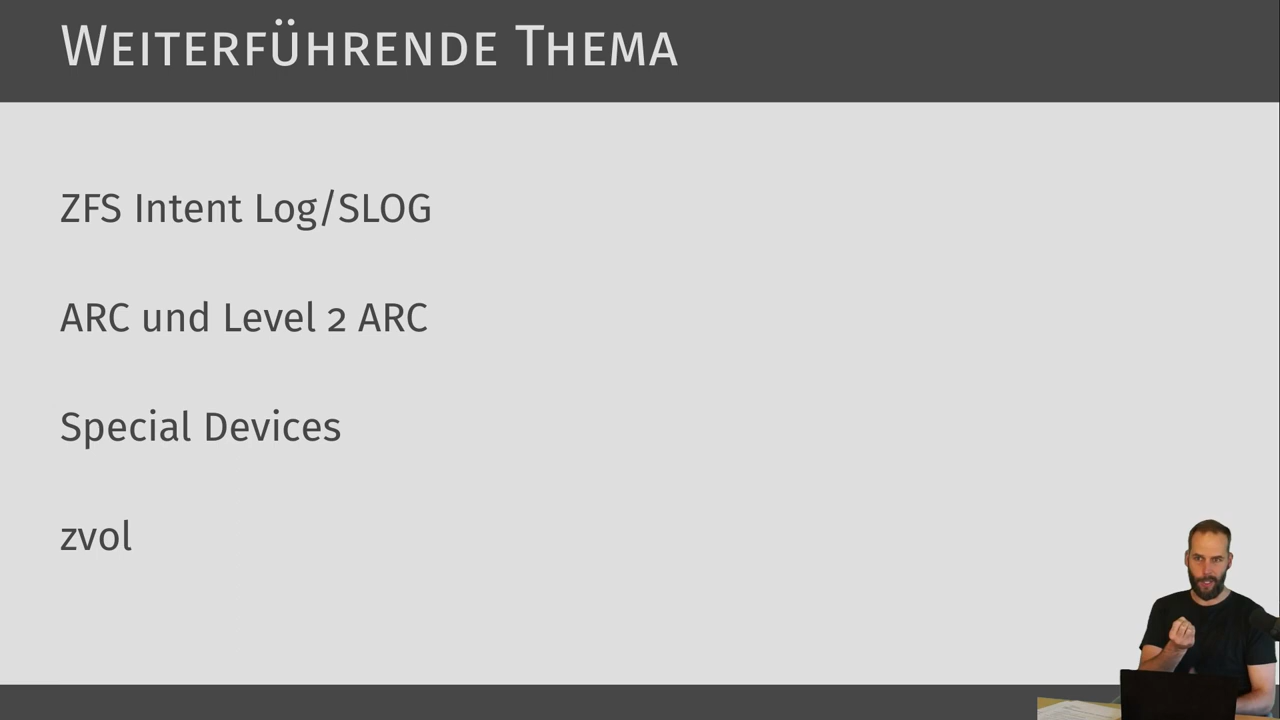 Weiterführende Thema
ZFS Intent Log/SLOG
ARC und Level 2 ARC
Special Devices
zvol